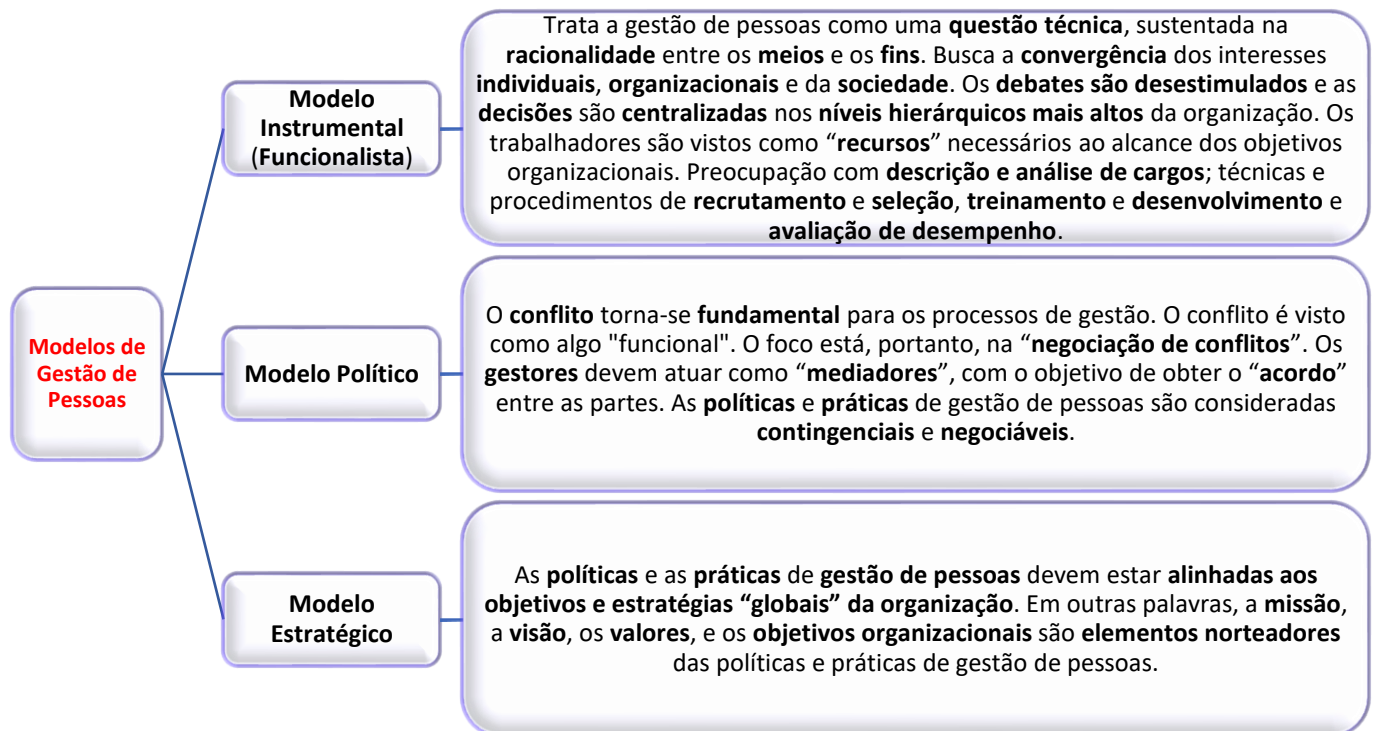 Modelos de
Gestão de
Pessoas
Modelo
Instrumental
(Funcionalista)
Trata a gestão de pessoas como uma questão técnica, sustentada na
racionalidade entre os meios e os fins. Busca a convergência dos interesses
individuais, organizacionais e da sociedade. Os debates são desestimulados e as
decisões são centralizadas nos níveis hierárquicos mais altos da organização. Os
trabalhadores são vistos como “recursos” necessários ao alcance dos objetivos
organizacionais. Preocupação com descrição e análise de cargos; técnicas e
procedimentos de recrutamento e seleção, treinamento e desenvolvimento e
avaliação de desempenho.
Modelo Político
O conflito torna-se fundamental para os processos de gestão. O conflito é visto
como algo "funcional". O foco está, portanto, na “negociação de conflitos”. Os
gestores devem atuar como “mediadores”, com o objetivo de obter o “acordo”
entre as partes. As políticas e práticas de gestão de pessoas são consideradas
contingenciais e negociáveis.
Modelo
Estratégico
As políticas e as práticas de gestão de pessoas devem estar alinhadas aos
objetivos e estratégias “globais” da organização. Em outras palavras, a missão,
a visão, os valores, e os objetivos organizacionais são elementos norteadores
das políticas e práticas de gestão de pessoas.